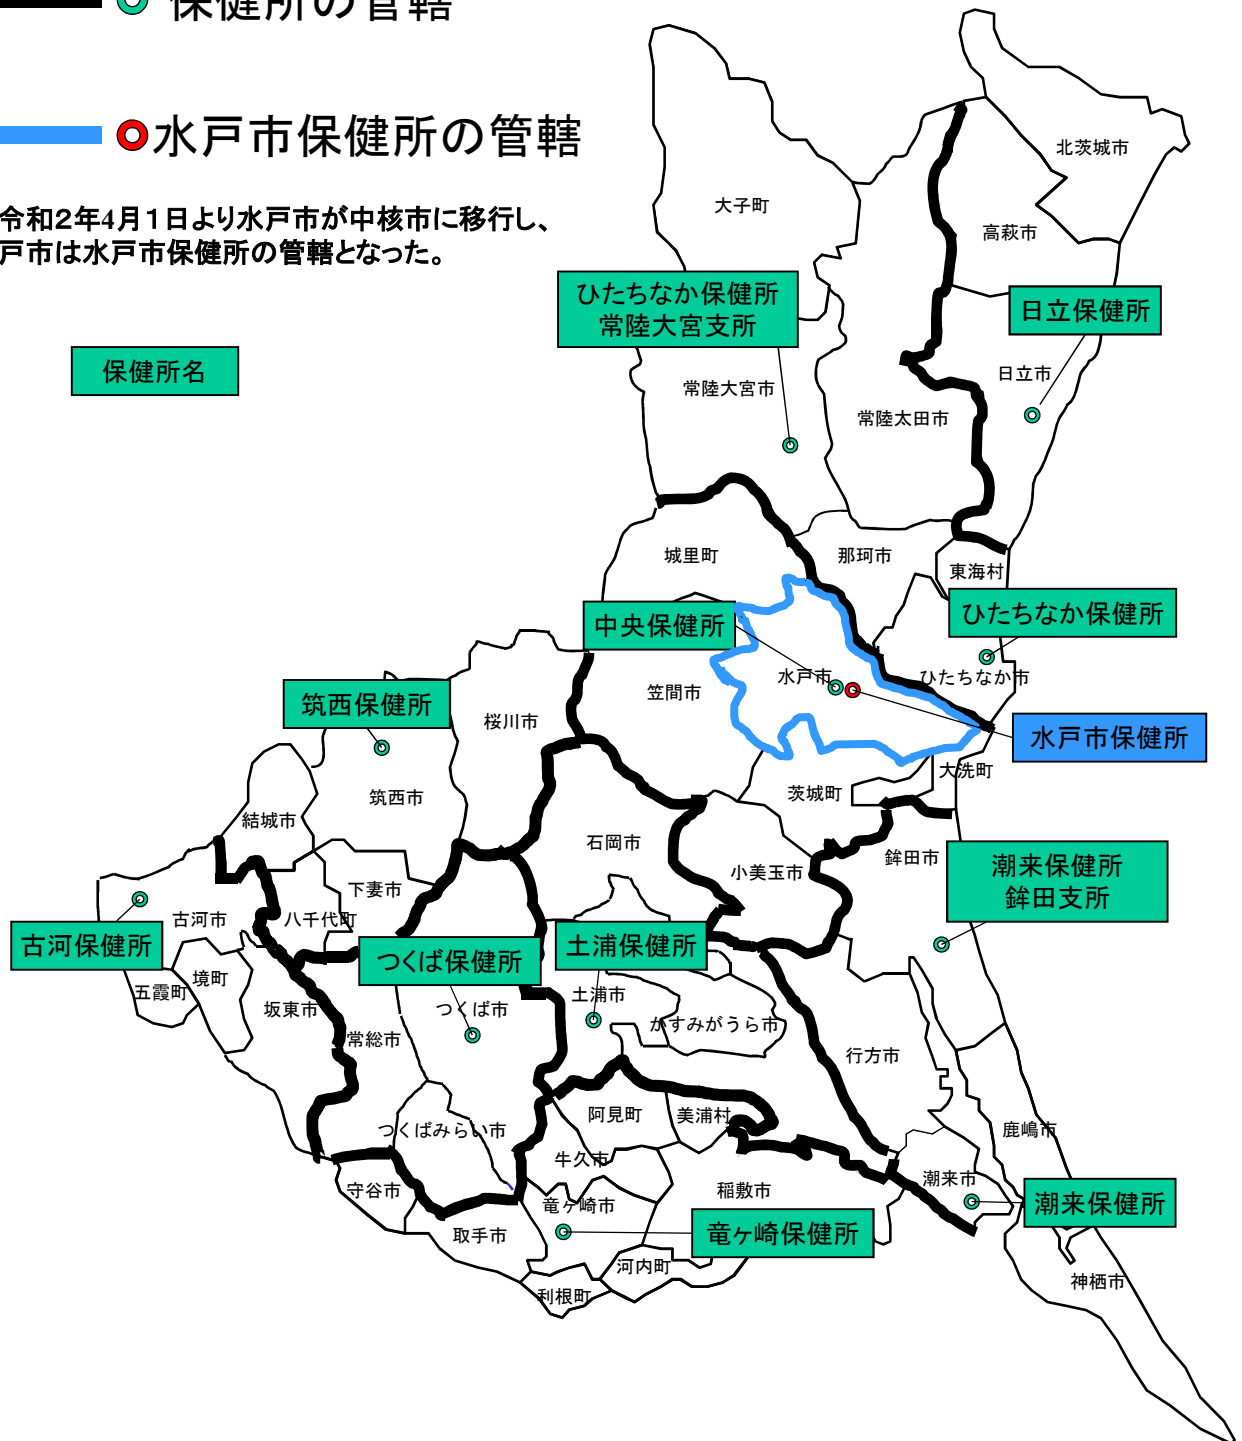 保健所の管轄
水戸市保健所の管轄
令和２年4月１日より水戸市が中核市に移行し、
戸市は水戸市保健所の管轄となった。
保健所名
北茨城市
大子町
高萩市
ひたちなか保健所
常陸大宮支所
日立保健所
日立市
常陸大宮市
常陸太田市
城里町
那珂市
東海村
ひたちなか保健所
中央保健所
水戸市
ひたちなか市
笠間市
筑西保健所
桜川市
水戸市保健所
大洗町
筑西市
茨城町
結城市
石岡市
小美玉市
鉾田市
潮来保健所
鉾田支所
下妻市
古河市
八千代町
古河保健所
つくば保健所
土浦保健所
境町
五霞町
坂東市
つくば市
土浦市
かすみがうら市
常総市
行方市
阿見町
美浦村
つくばみらい市
鹿嶋市
牛久市
守谷市
稲敷市
潮来市
潮来保健所
竜ヶ崎市
取手市
竜ケ崎保健所
河内町
利根町
神栖市